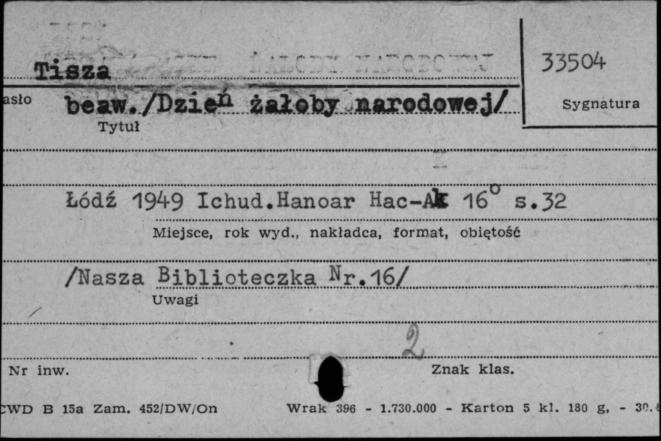 Tisza
33504
asło
beaw./Dzień żałoby narodowej/
Sygnatura
Tytuł
Łódź 1949 Ichud.Hanoar Hac-Ak 16° s.32
Miejsce, rok wyd., nakładca, format, objętość
/Nasza Biblioteczka Nr.16/
Uwagi
2
Nr inw.
Znak klas.
CWD B 15a Zam. 452/DW/On Wrak 396 - 1.730.000 - Karton 5 kl. 180 g, - 30.